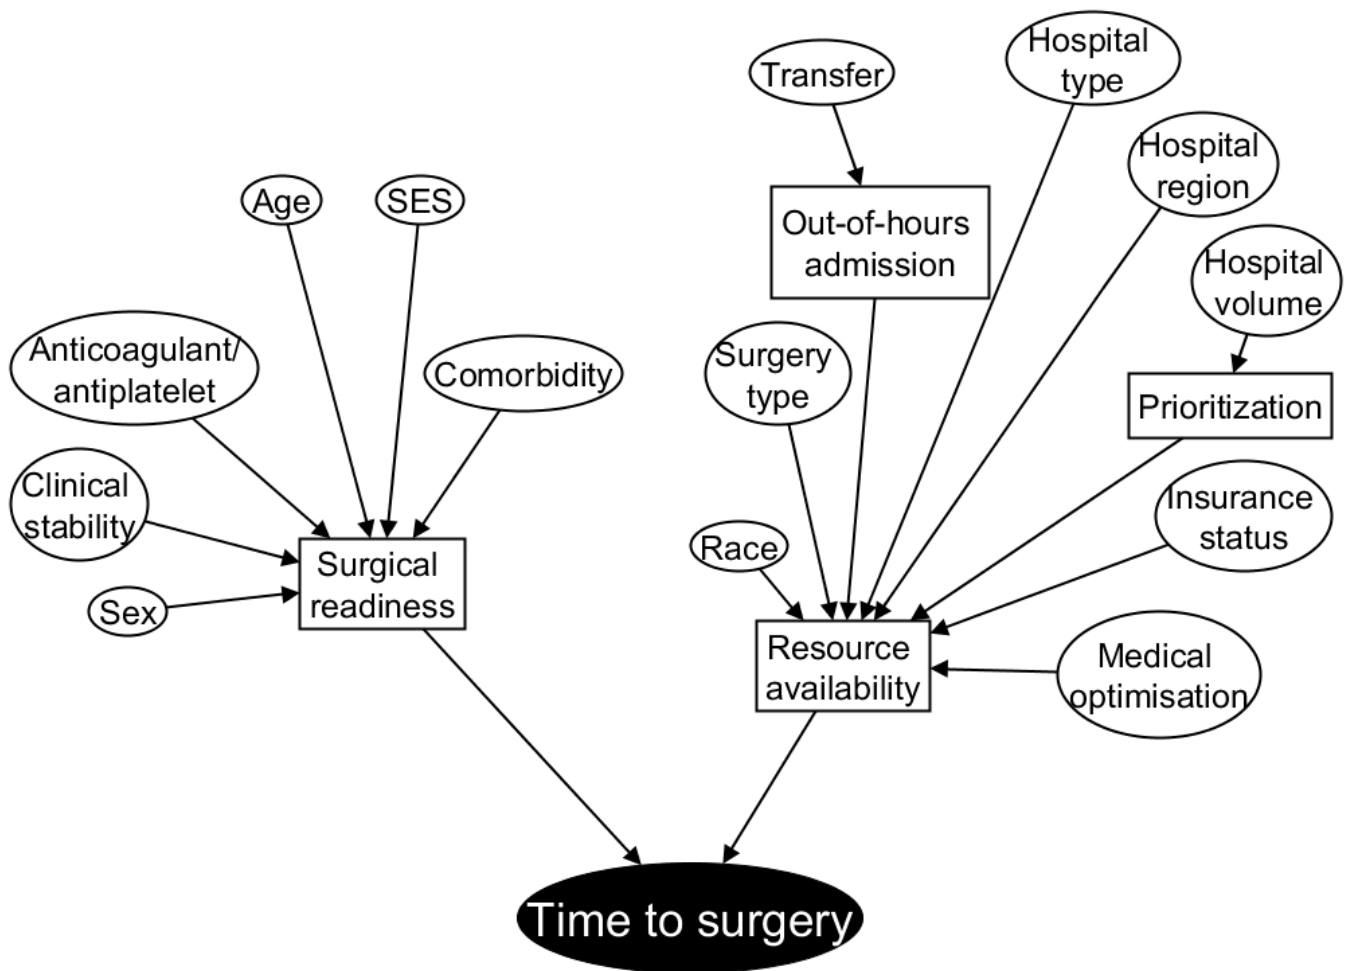 Hospital
type
Transfer
Hospital
region
Age
SES
Out-of-hours
admission
Hospital
volume
Anticoagulant/
antiplatelet
Comorbidity
Surgery
type
Prioritization
Clinical
stability
Insurance
status
Race
Surgical
readiness
Sex
Resource
availability
Medical
optimisation
Time to surgery